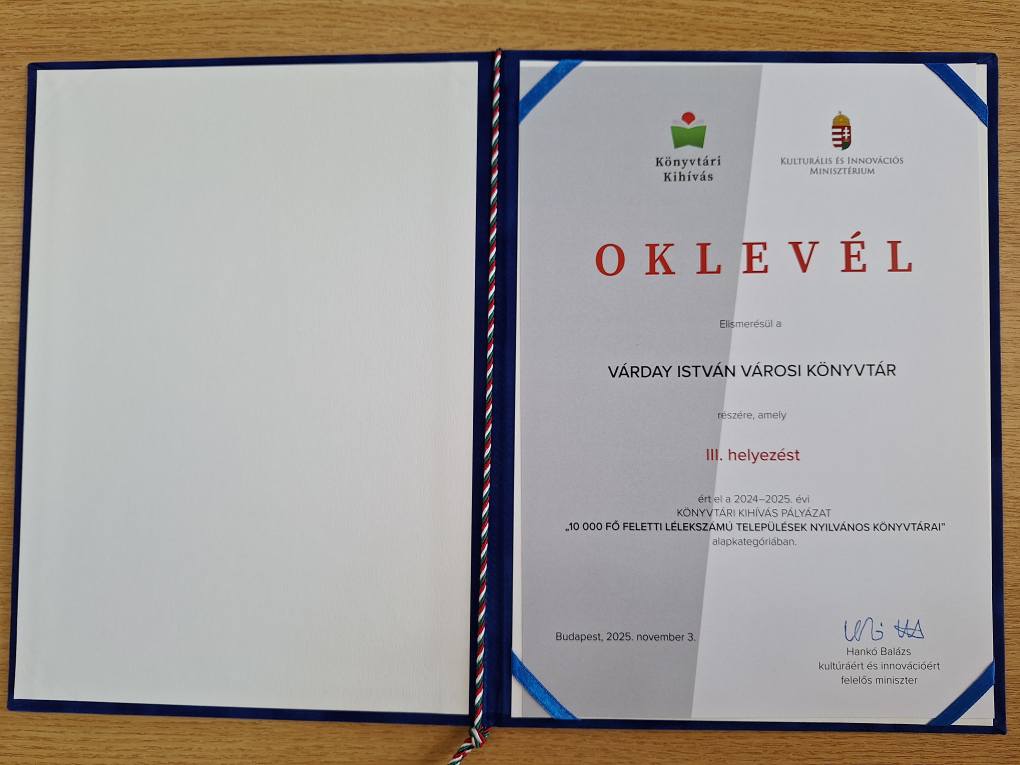 Könyvtári
Kihívás
Kulturális és Innovációs
Minisztérium
OKLEVÉL
Elismerésül a
VÁRDAY ISTVÁN VÁROSI KÖNYVTÁR
részére, amely
III. helyezést
ért el a 2024–2025. évi
KÖNYVTÁRI KIHÍVÁS PÁLYÁZAT
„10 000 FŐ FELETTI LÉLEKSZÁMÚ TELEPÜLÉSEK NYILVÁNOS KÖNYVTÁRAI”
alapkategóriában.
Budapest, 2025. november 3.
Hankó Balázs
kultúráért és innovációért
felelős miniszter